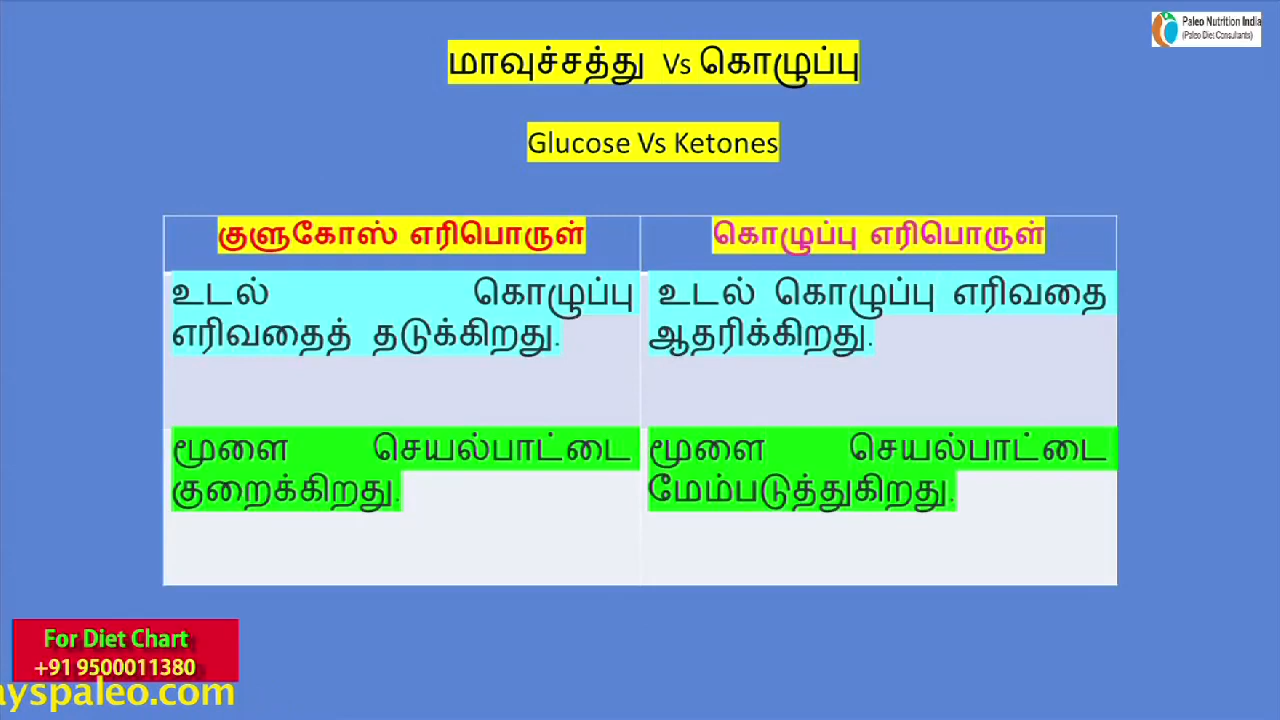 Paleo Nutrition India
(Paleo Diet Consultants)
மாவுச்சத்து Vs கொழுப்பு
Glucose Vs Ketones
குளுகோஸ் எரிபொருள்
கொழுப்பு எரிபொருள்
உடல் கொழுப்பு
எரிவதைத் தடுக்கிறது.
உடல் கொழுப்பு எரிவதை
ஆதரிக்கிறது.
மூளை செயல்பாட்டை
குறைக்கிறது.
மூளை செயல்பாட்டை
மேம்படுத்துகிறது.
For Diet Chart
+91 9500011380
ayspaleo.com